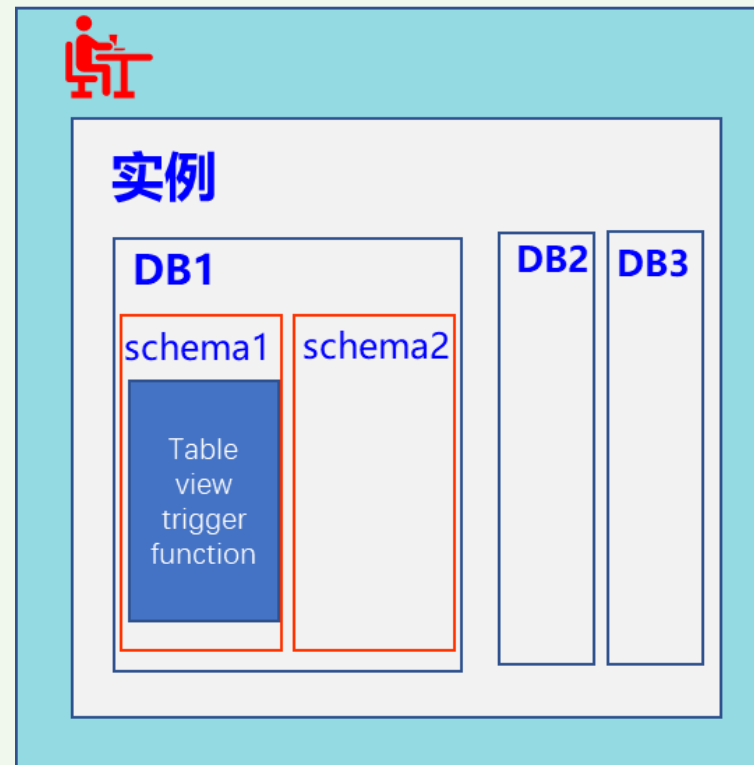 实例
DB1
DB2
DB3
schema1
schema2
Table
view
trigger
function